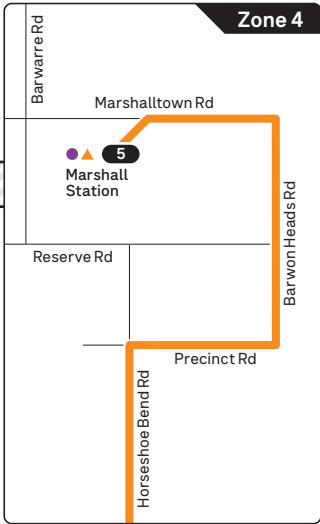 Zone 4
Barwarre Rd
Marshalltown Rd
5
Marshall
Station
Barwon Heads Rd
Reserve Rd
Precinct Rd
Horseshoe Bend Rd